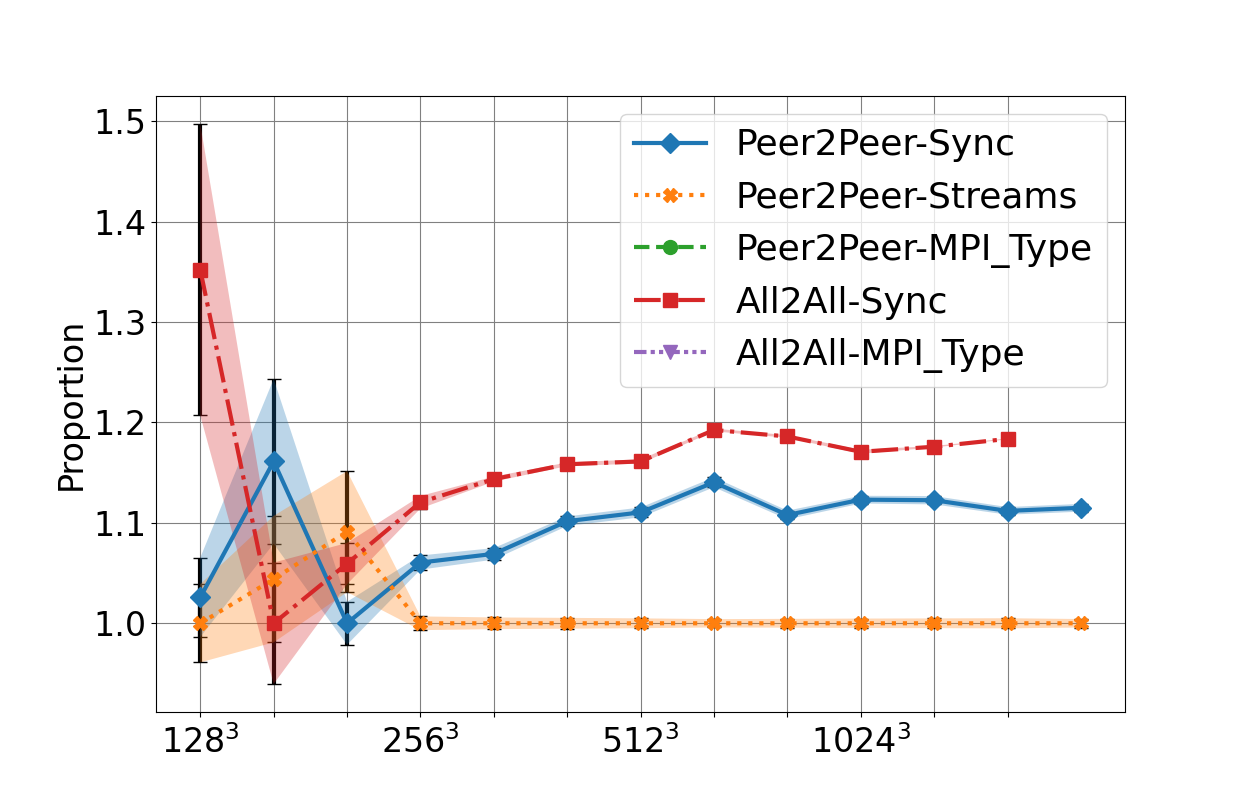 1.5
1.4
1.3
1.2
1.1
1.0
Proportion
128³
256³
512³
1024³
Peer2Peer-Sync
Peer2Peer-Streams
Peer2Peer-MPI_Type
All2All-Sync
All2All-MPI_Type